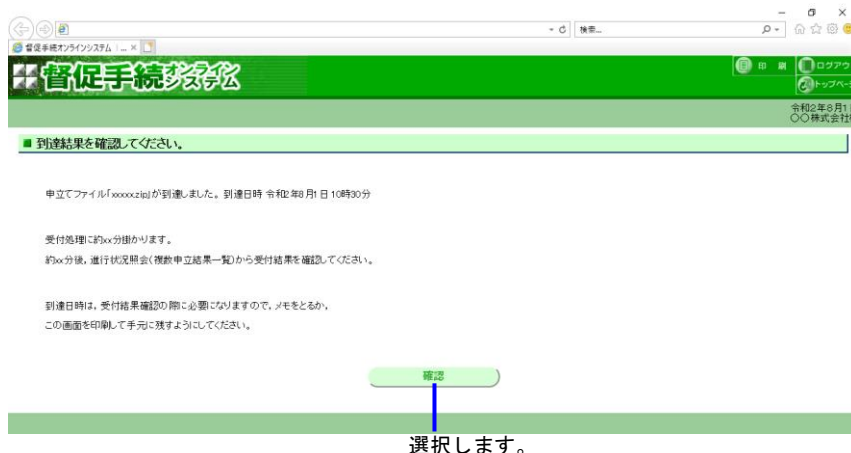 検索...
督促手続オンラインシステム | ... ×
督促手続オンラインシステム
印 刷
ログアウ
トップペー
令和2年8月1
〇〇株式会社
■ 到達結果を確認してください。
申立てファイル「xxxxx.zip」が到達しました。到達日時 令和2年8月1日10時30分
受付処理に約xx分掛かります。
約xx分後，進行状況照会（複数申立結果一覧）から受付結果を確認してください。
到達日時は，受付結果確認の際に必要になりますので，メモをとるか，
この画面を印刷して手元に残すようにしてください。
確認
選択します。